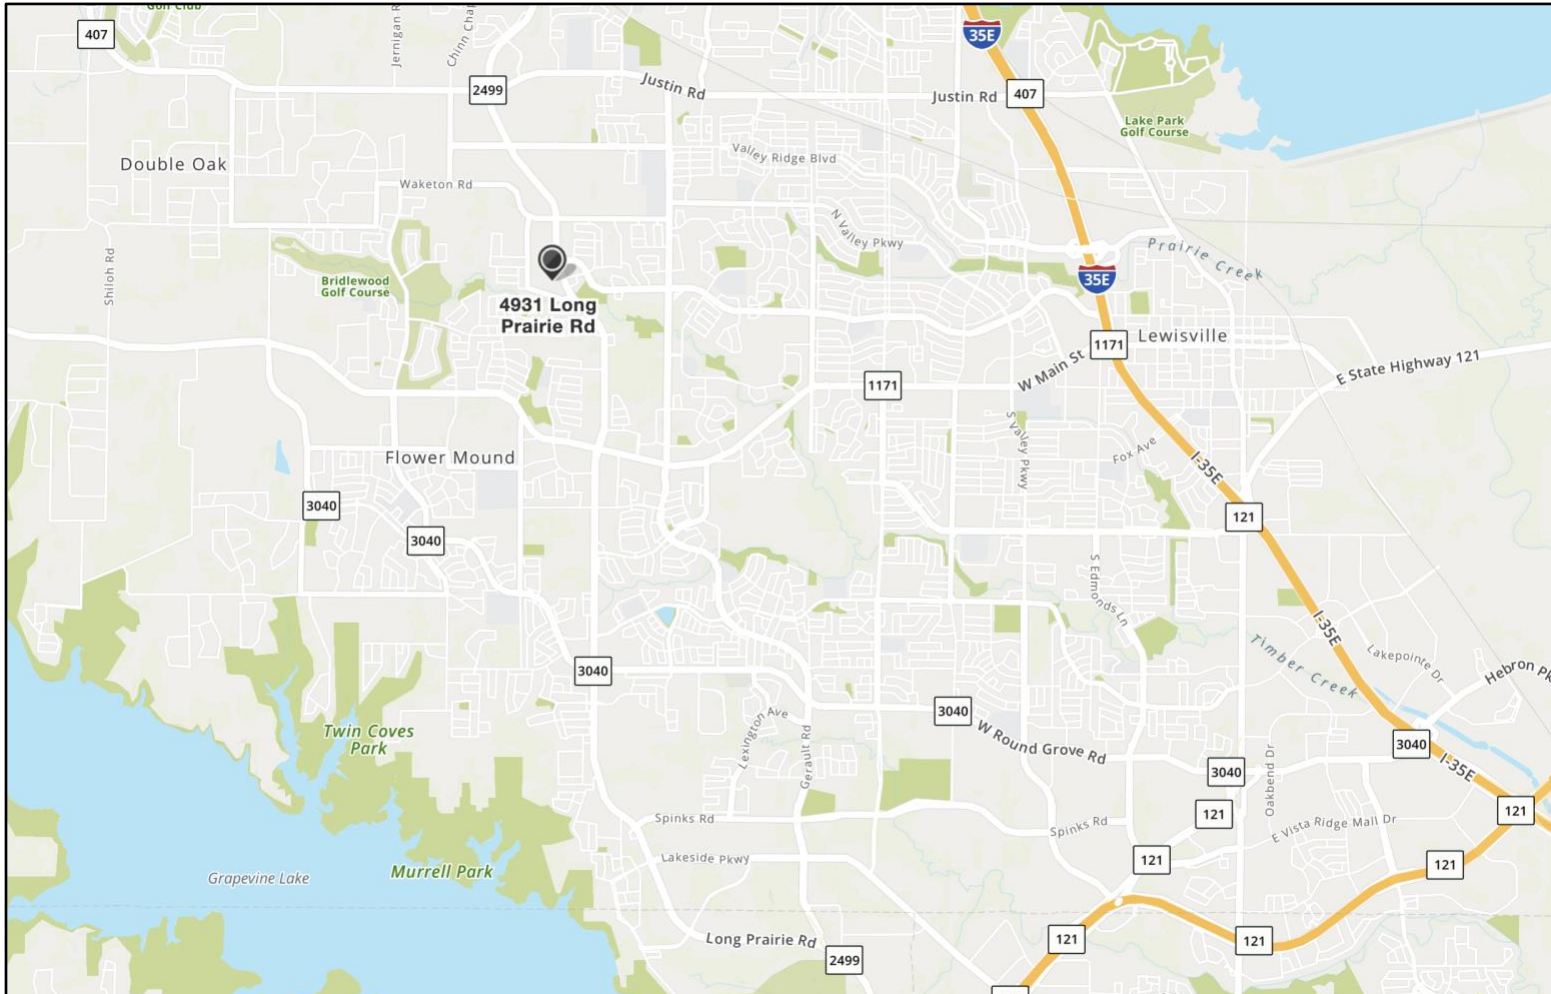 Golf Club
407
Jernigan R
Chinn Chap
35E
2499
Justin Rd
Justin Rd
407
Lake Park
Golf Course
Double Oak
Valley Ridge Blvd
Waketon Rd
N Valley Pkwy
Prairie Creek
Shiloh Rd
Bridlewood
Golf Course
35E
4931 Long
Prairie Rd
1171
Lewisville
W Main St
E State Highway 121
1171
S Valley Pkwy
Fox Ave
I-35E
Flower Mound
3040
121
3040
S Edmonds Ln
I-35E
Timber Creek
Lakepointe Dr
Hebron Pk
3040
3040
Twin Coves
Park
Lexington Ave
Gerault Rd
W Round Grove Rd
3040
3040
Oakbend Dr
I-35E
121
121
Spinks Rd
Spinks Rd
E Vista Ridge Mall Dr
Lakeside Pkwy
121
121
Murrell Park
Grapevine Lake
Long Prairie Rd
121
121
2499